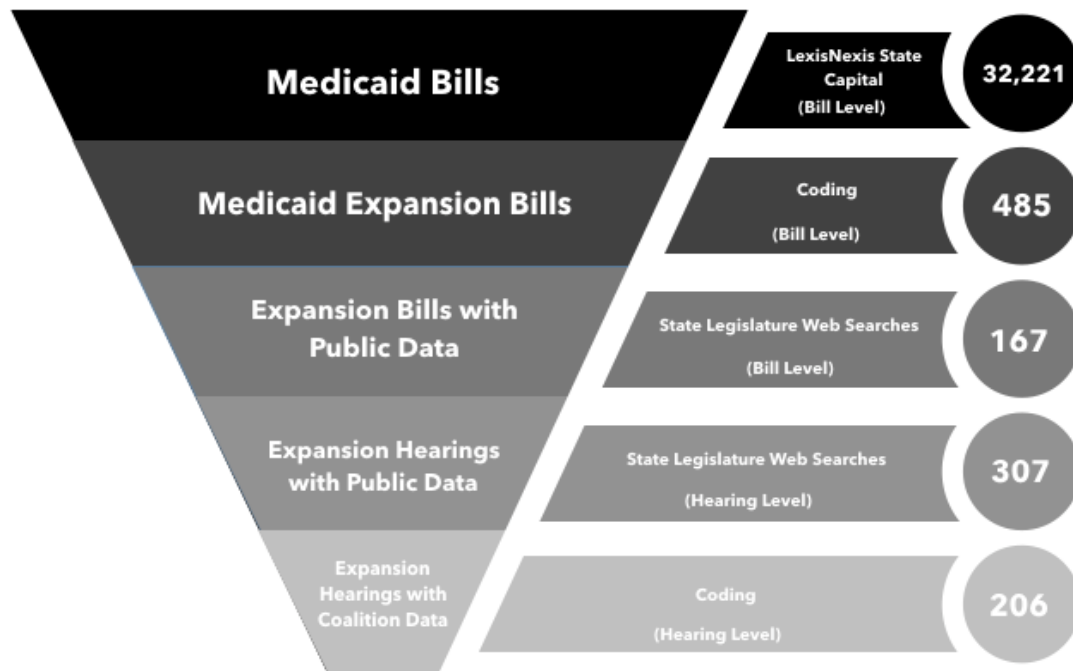 Medicaid Bills
LexisNexis State
Capital
(Bill Level)
32,221
Medicaid Expansion Bills
Coding
(Bill Level)
485
Expansion Bills with
Public Data
State Legislature Web Searches
(Bill Level)
167
Expansion Hearings
with Public Data
State Legislature Web Searches
(Hearing Level)
307
Expansion
Hearings with
Coalition Data
Coding
(Hearing Level)
206